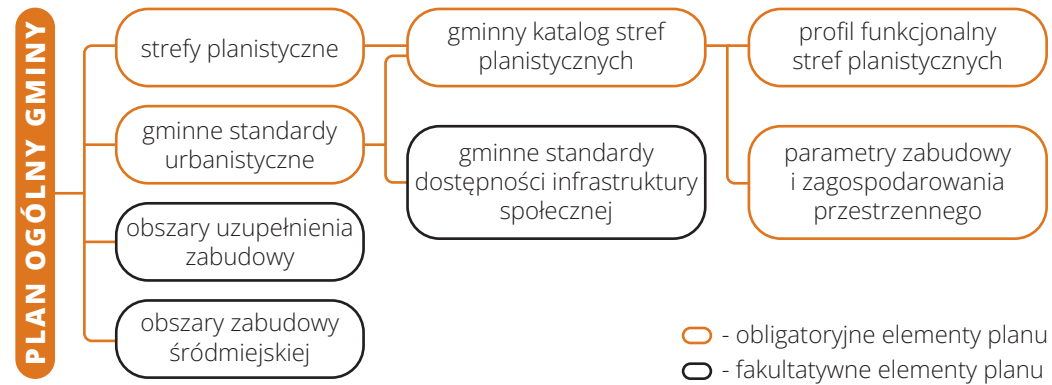 PLAN OGÓLNY GMINY
strefy planistyczne
gminne standardy
urbanistyczne
obszary uzupełnienia
zabudowy
obszary zabudowy
śródmiejskiej
gminny katalog stref
planistycznych
gminne standardy
dostępności infrastruktury
społecznej
profil funkcjonalny
stref planistycznych
parametry zabudowy
i zagospodarowania
przestrzennego
- obligatoryjne elementy planu
- fakultatywne elementy planu